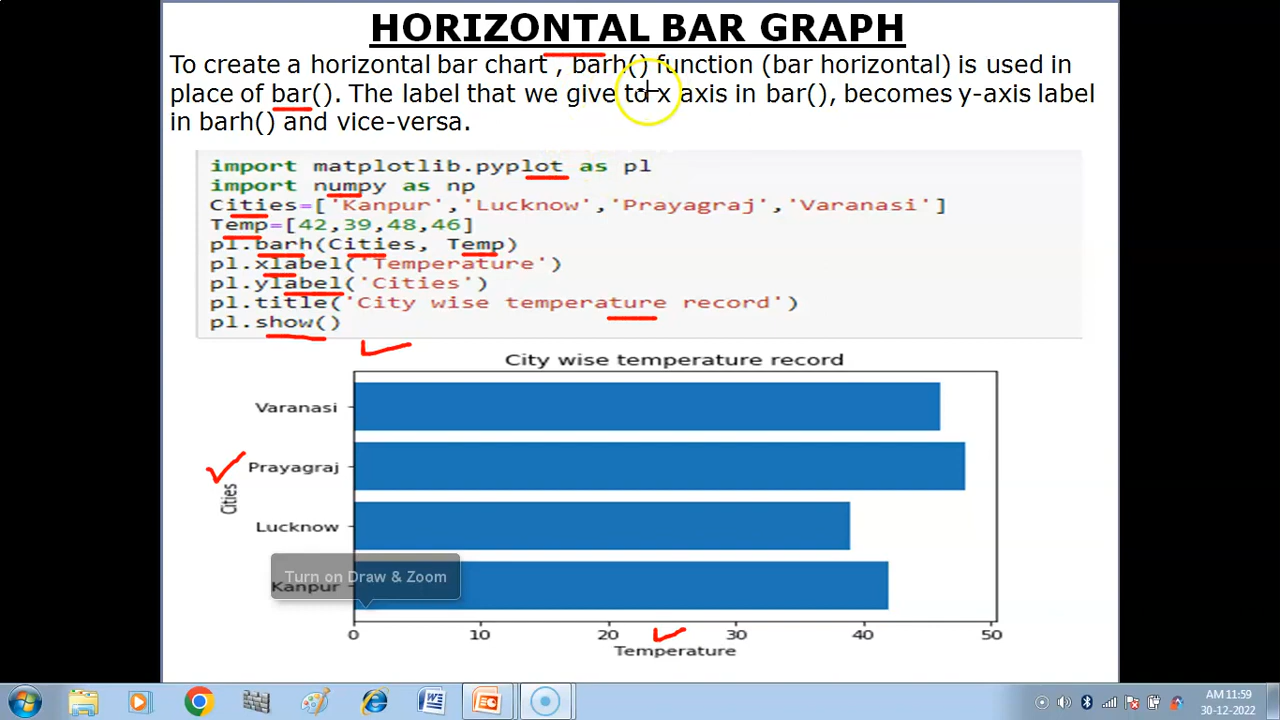 HORIZONTAL BAR GRAPH
To create a horizontal bar chart , barh() function (bar horizontal) is used in
place of bar(). The label that we give to x axis in bar(), becomes y-axis label
in barh() and vice-versa.
import matplotlib.pyplot as pl
import numpy as np
Cities=['Kanpur','Lucknow','Prayagraj','Varanasi']
Temp=[42,39,48,46]
pl.barh(Cities, Temp)
pl.xlabel('Temperature')
pl.ylabel('Cities')
pl.title('City wise temperature record')
pl.show()
City wise temperature record
Varanasi
Prayagraj
Cities
Lucknow
Turn on Draw & Zoom
Kanpur
0 10 20 30 40 50
Temperature
AM 11:59
30-12-2022